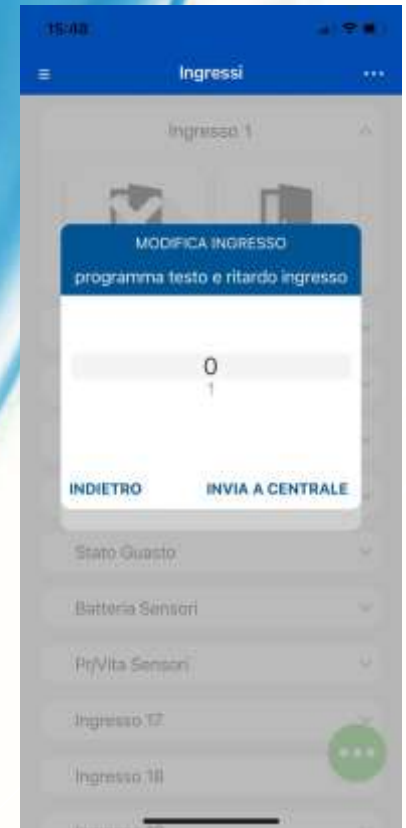 15:48
Ingressi
Ingresso 1
MODIFICA INGRESSO
programma testo e ritardo ingresso
0
1
INDIETRO
INVIA A CENTRALE
Stato Guasto
Batteria Sensori
Pr/Vita Sensori
Ingresso 17
Ingresso 18